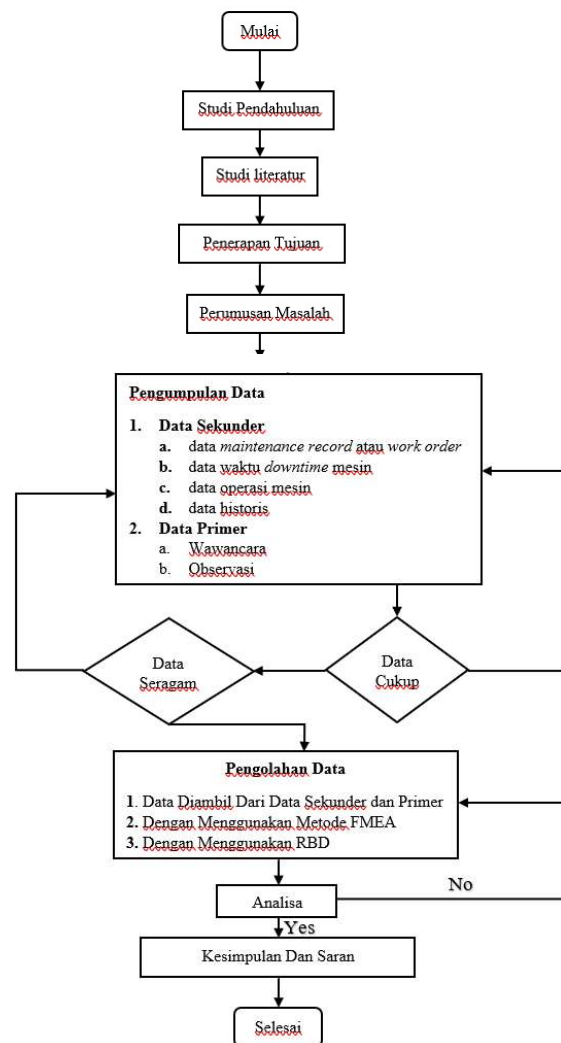 Mulai
Studi Pendahuluan
Studi literatur
Penerapan Tujuan
Perumusan Masalah
Pengumpulan Data
1. Data Sekunder
a. data maintenance record atau work order
b. data waktu downtime mesin
c. data operasi mesin
d. data historis
2. Data Primer
a. Wawancara
b. Observasi
Data
Seragam
Data
Cukup
Pengolahan Data
1. Data Diambil Dari Data Sekunder dan Primer
2. Dengan Menggunakan Metode FMEA
3. Dengan Menggunakan RBD
Analisa
No
Yes
Kesimpulan Dan Saran
Selesai